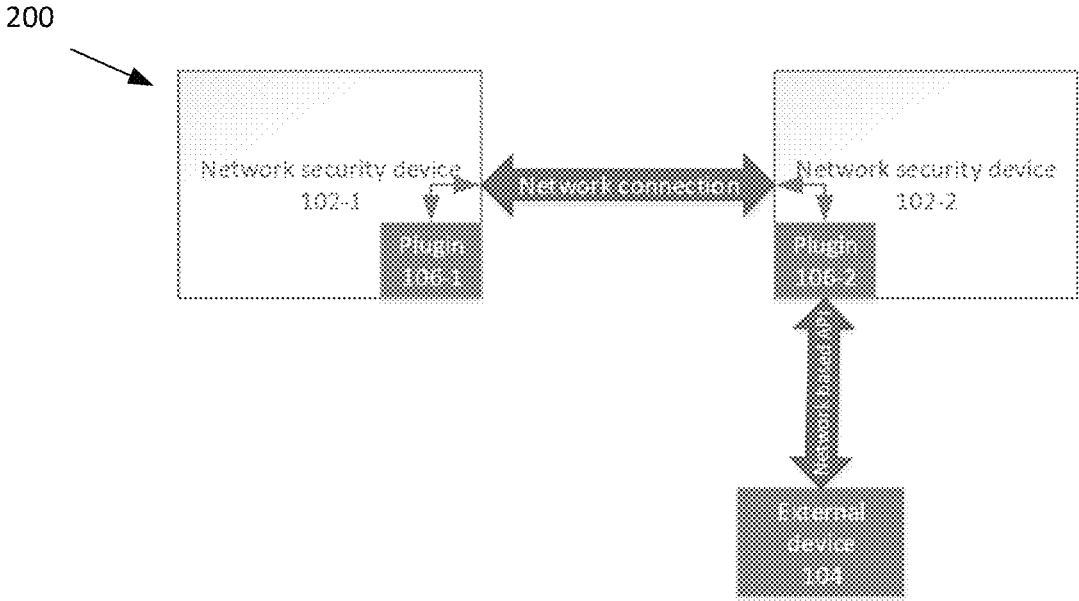 200
Network security device
102-1
Network connection
Network security device
102-2
Plugin
106-1
Plugin
106-2
External
device
104